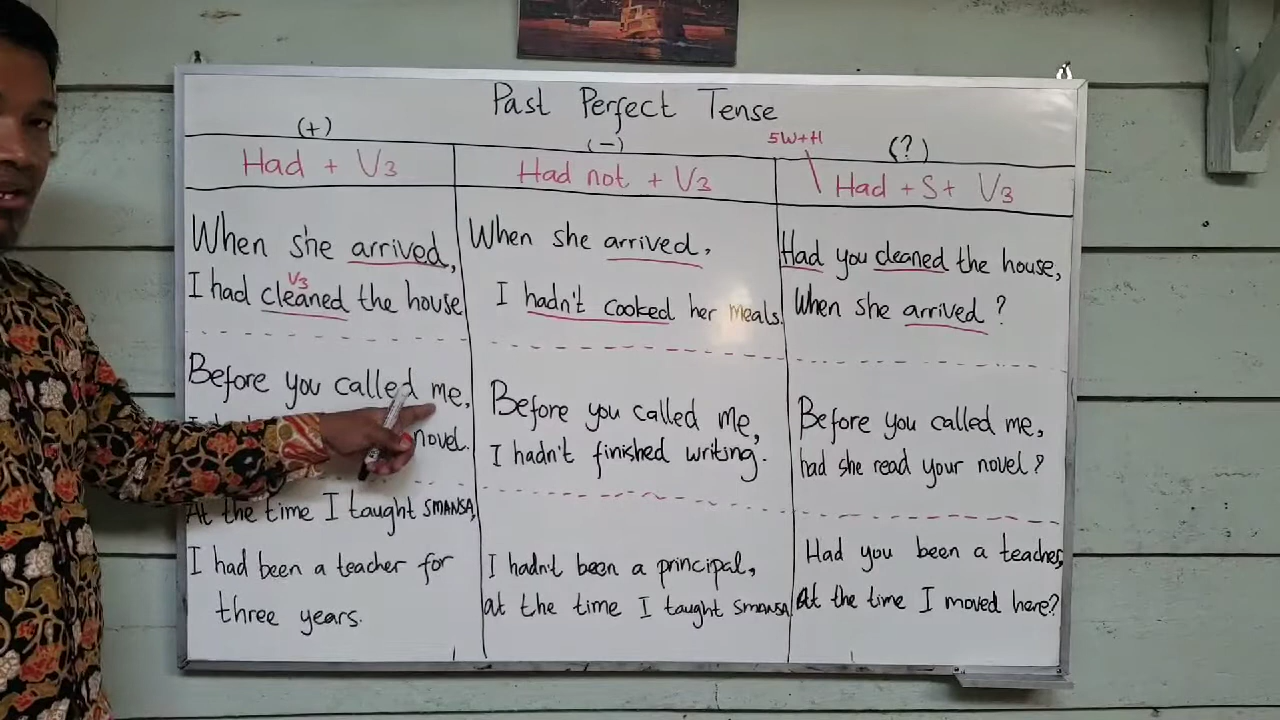 Past Perfect Tense
(+)
Had + V3
When she arrived,
V3
I had cleaned the house
Before you called me,
novel.
At the time I taught SMANSA,
I had been a teacher for
three years.
(-)
Had not + V3
When she arrived,
I hadn't cooked her meals.
Before you called me,
I hadn't finished writing.
I hadn't been a principal,
at the time I taught SMANSA
5W+H
(?)
Had + S + V3
Had you cleaned the house,
When she arrived?
Before you called me,
had she read your novel?
Had you been a teacher,
At the time I moved here?